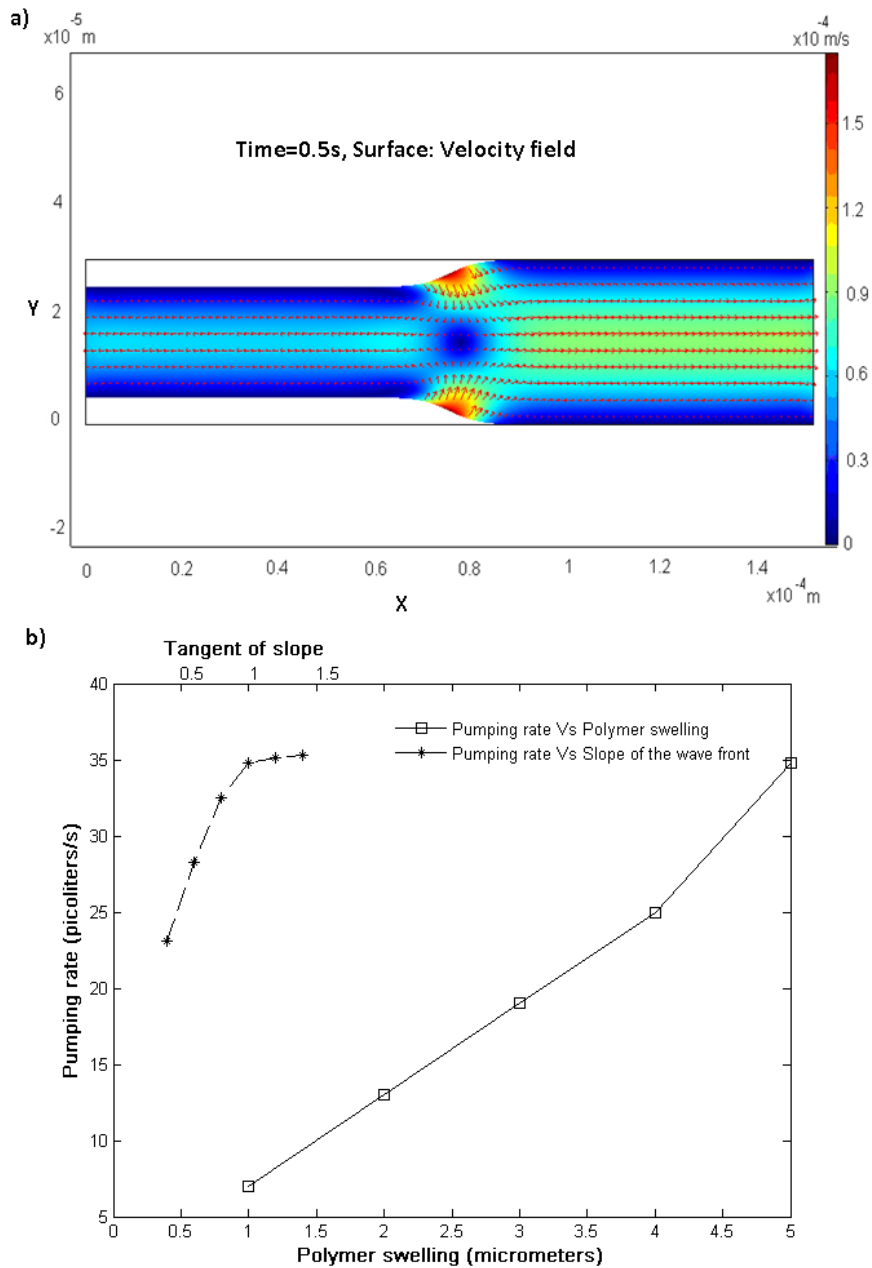 a)
x10^-5 m
x10^-4 m/s
6
4
2
0
-2
Y
Time=0.5s, Surface: Velocity field
1.5
1.2
0.9
0.6
0.3
0
0 0.2 0.4 0.6 0.8 1 1.2 1.4
x10^-4 m
X
b)
Tangent of slope
0.5 1 1.5
40
35
30
25
20
15
10
5
Pumping rate (picoliters/s)
Pumping rate Vs Polymer swelling
Pumping rate Vs Slope of the wave front
0 0.5 1 1.5 2 2.5 3 3.5 4 4.5 5
Polymer swelling (micrometers)